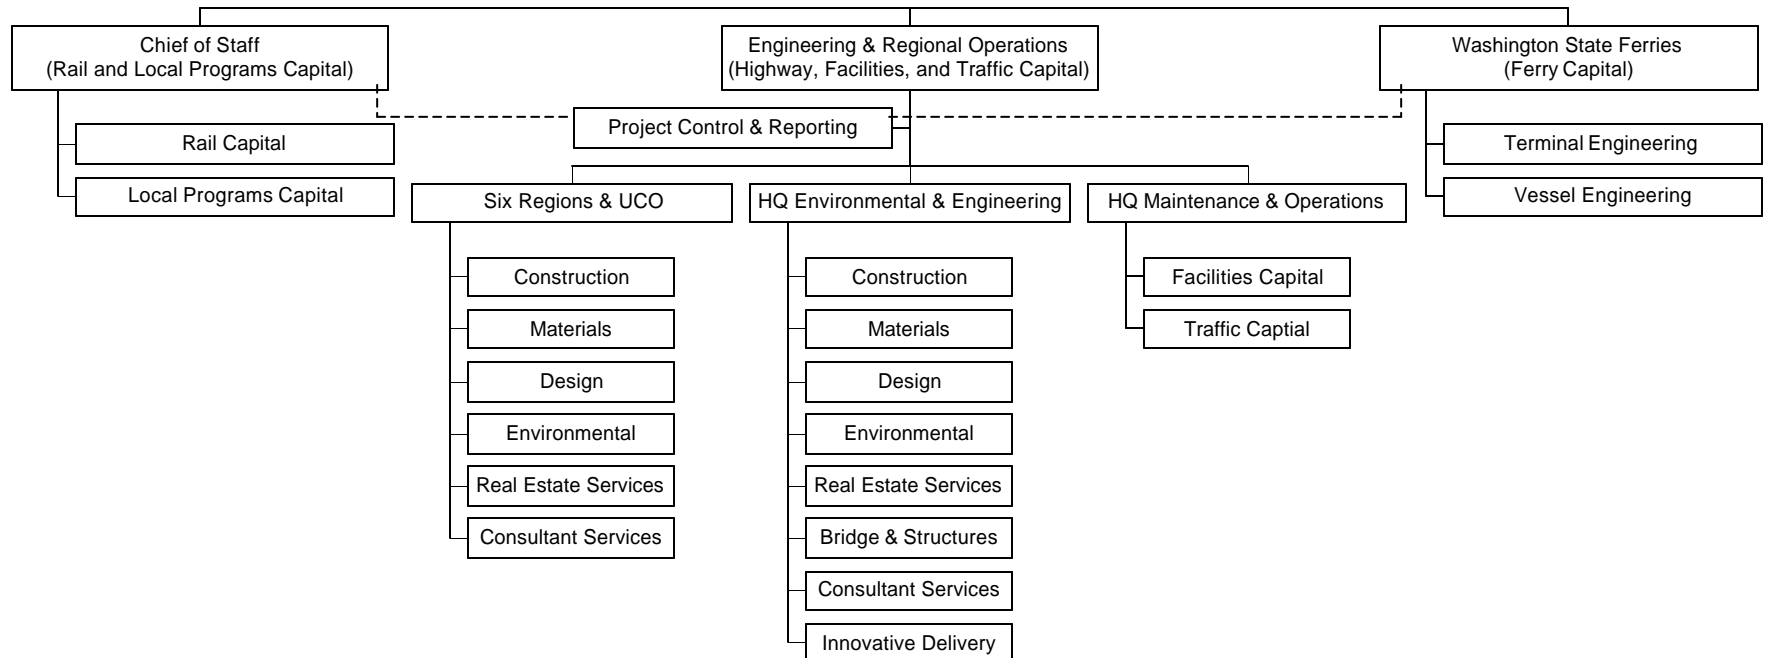 Chief of Staff
(Rail and Local Programs Capital)
Engineering & Regional Operations
(Highway, Facilities, and Traffic Capital)
Washington State Ferries
(Ferry Capital)
Project Control & Reporting
Rail Capital
Local Programs Capital
Terminal Engineering
Vessel Engineering
Six Regions & UCO
Construction
Materials
Design
Environmental
Real Estate Services
Consultant Services
HQ Environmental & Engineering
Construction
Materials
Design
Environmental
Real Estate Services
Bridge & Structures
Consultant Services
Innovative Delivery
HQ Maintenance & Operations
Facilities Capital
Traffic Captial